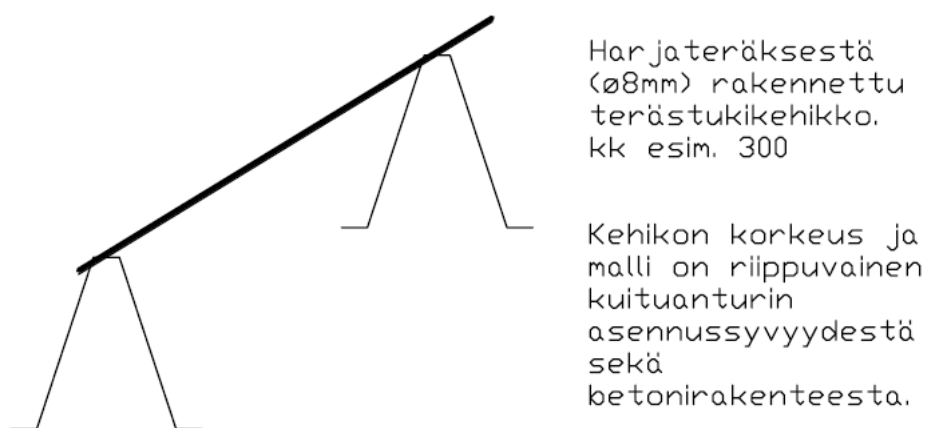 Harjateräksestä
(ø8mm) rakennettu
terästukikehikko.
kk esim. 300
Kehikon korkeus ja
malli on riippuvainen
kuituanturin
asennussyvyydestä
sekä
betonirakenteesta.